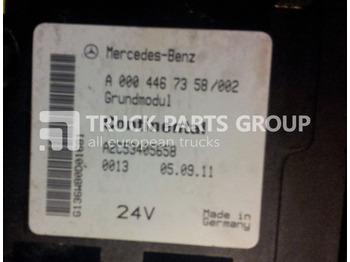 Mercedes-Benz
A 000 446 73 58/002
Grundmodul
TRUCK PARTS GROUP
all european trucks
A2C53405658
0013 05.09.11
24V
Made in
Germany